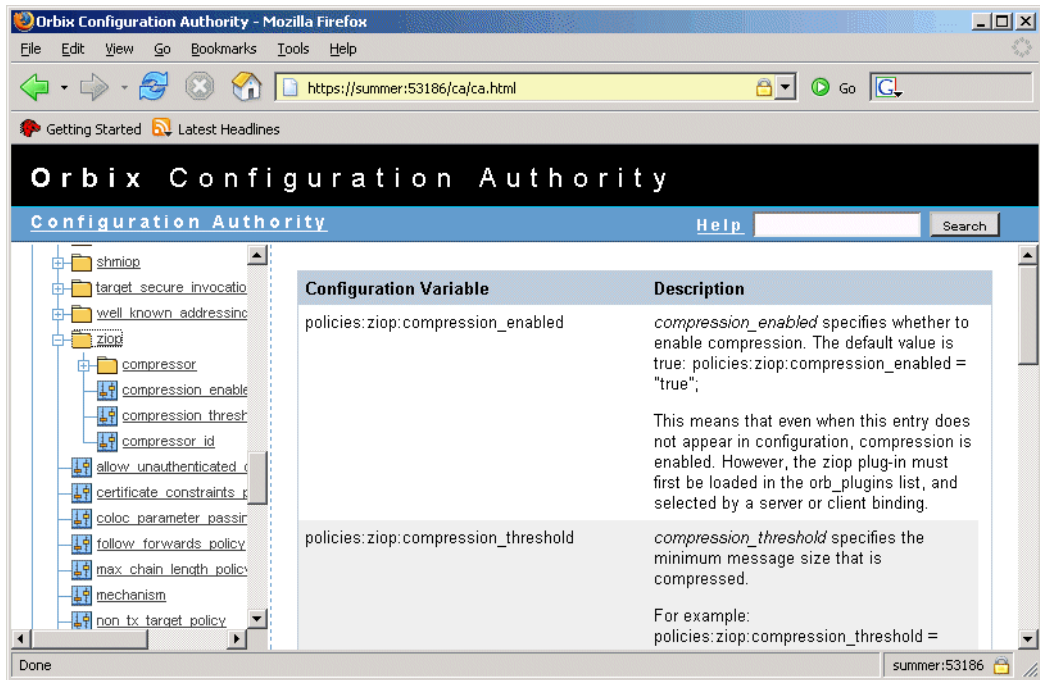 Orbix Configuration Authority - Mozilla Firefox
File Edit View Go Bookmarks Tools Help
https://summer:53186/ca/ca.html
Go
G
Getting Started Latest Headlines
Orbix Configuration Authority
Configuration Authority
Help
Search
shmiop
target_secure_invocatio
well_known_addressing
ziop
compressor
compression_enable
compression_thresh
compressor_id
allow_unauthenticated_c
certificate_constraints_p
coloc_parameter_passin
follow_forwards_policy
max_chain_length_policy
mechanism
non_tx_target_policy
Configuration Variable Description
policies:ziop:compression_enabled
compression_enabled specifies whether to
enable compression. The default value is
true: policies:ziop:compression_enabled =
"true";
This means that even when this entry does
not appear in configuration, compression is
enabled. However, the ziop plug-in must
first be loaded in the orb_plugins list, and
selected by a server or client binding.
policies:ziop:compression_threshold
compression_threshold specifies the
minimum message size that is
compressed.
For example:
policies:ziop:compression_threshold =
Done
summer:53186